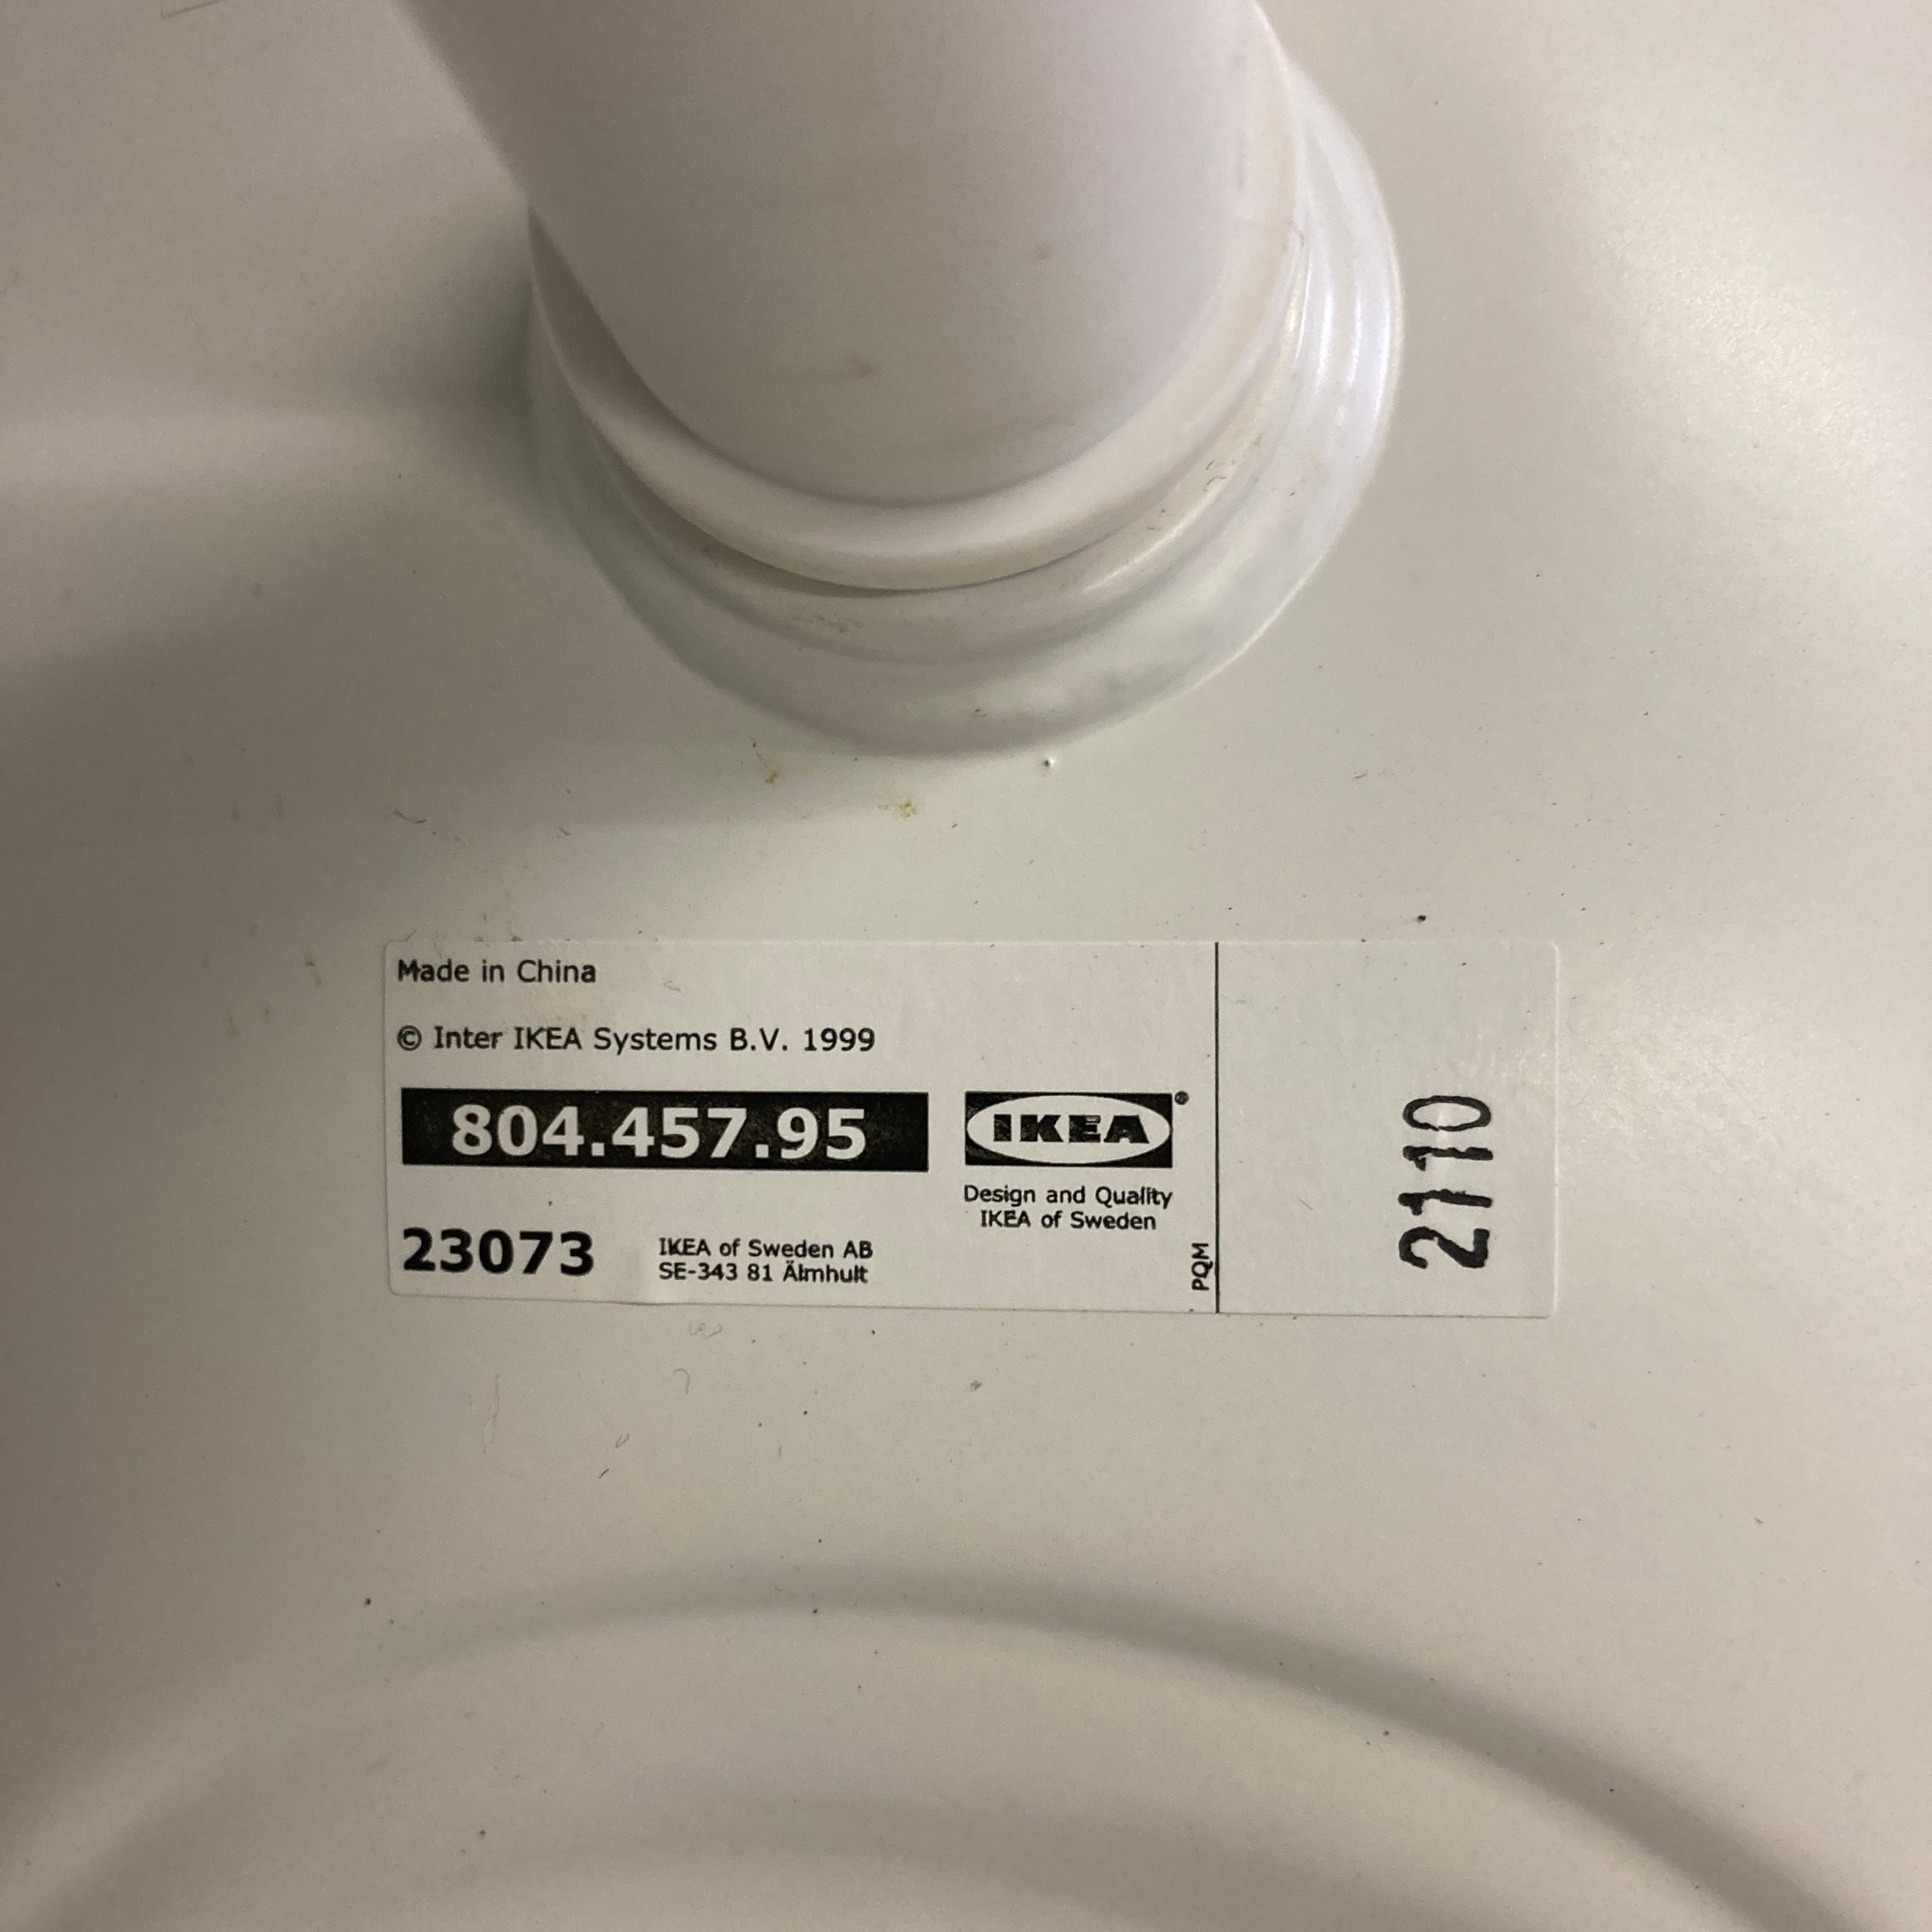 Made in China
© Inter IKEA Systems B.V. 1999
804.457.95
IKEA®
Design and Quality
IKEA of Sweden
23073
IKEA of Sweden AB
SE-343 81 Älmhult
PQM
2110